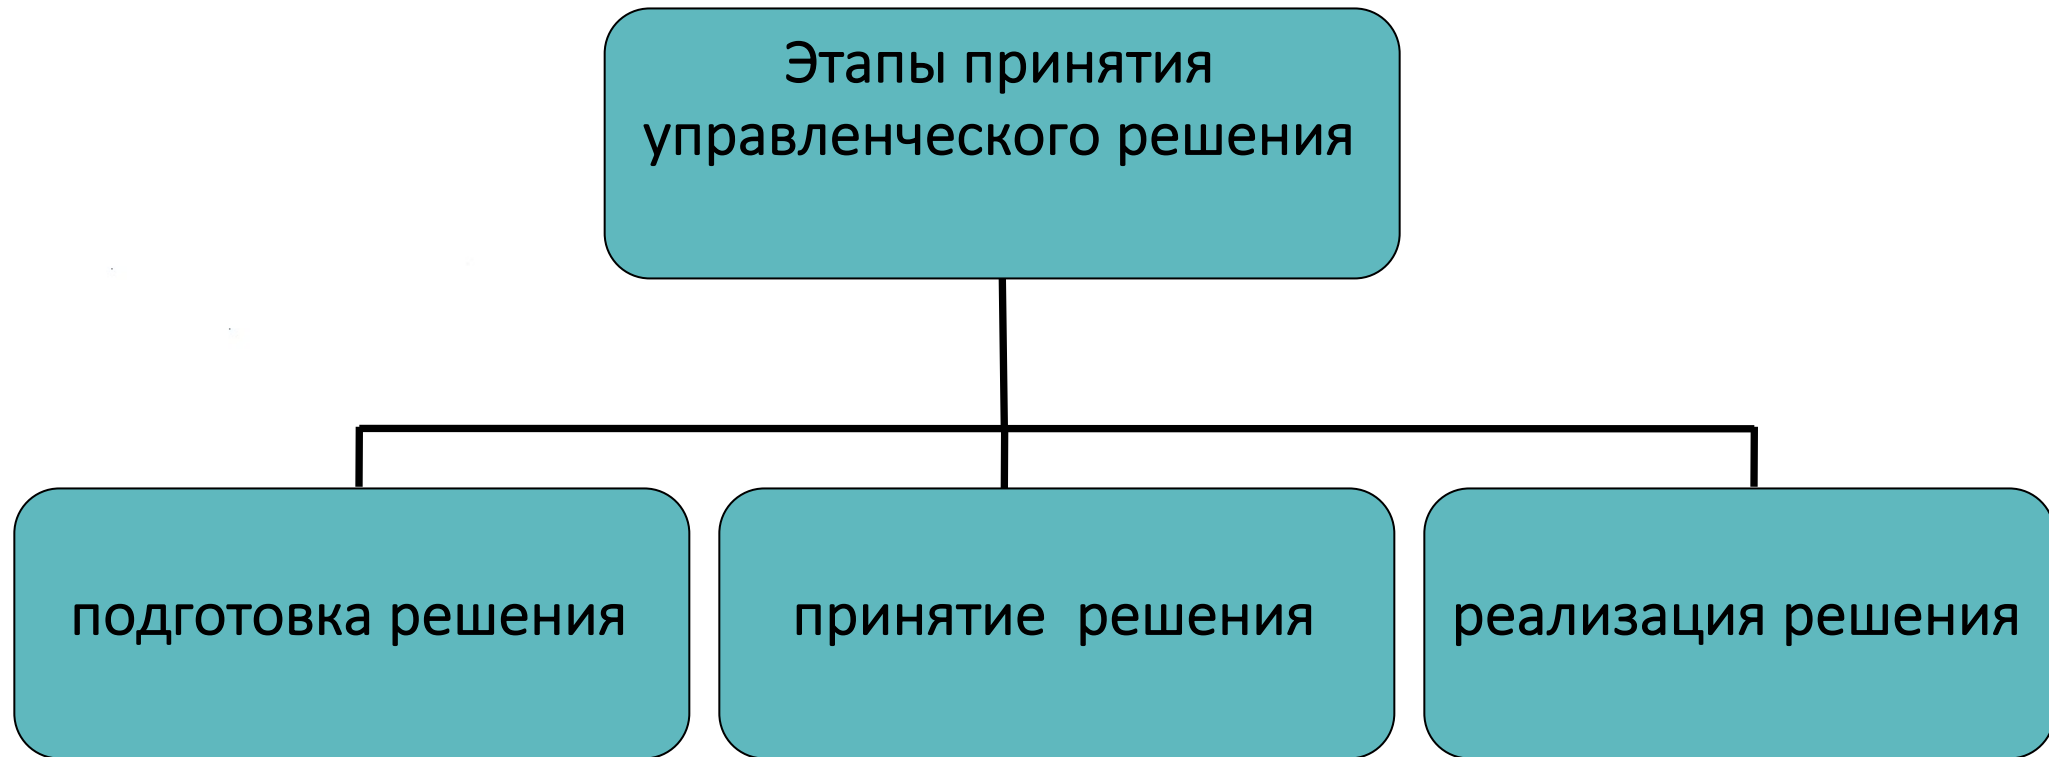 Этапы принятия
управленческого решения
подготовка решения
принятие  решения
реализация решения